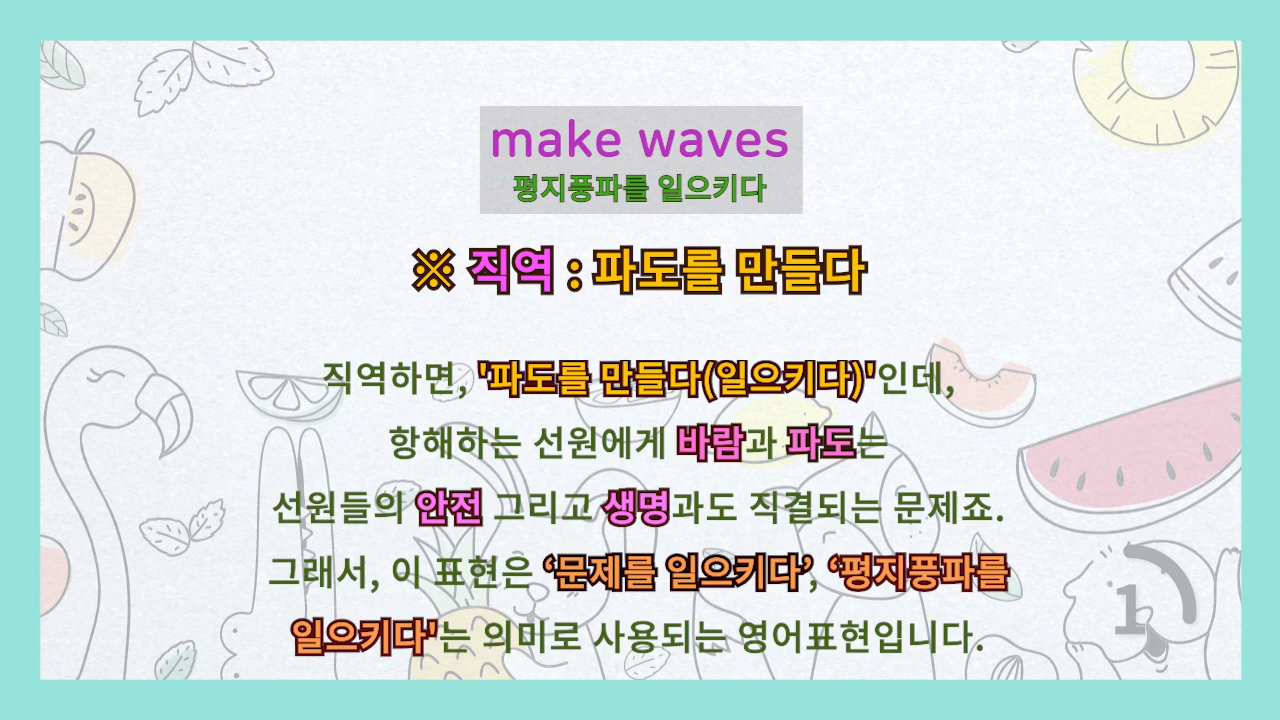 make waves
평지풍파를 일으키다
※ 직역 : 파도를 만들다
직역하면, '파도를 만들다(일으키다)'인데,
항해하는 선원에게 바람과 파도는
선원들의 안전 그리고 생명과도 직결되는 문제죠.
그래서, 이 표현은 ‘문제를 일으키다’, ‘평지풍파를
일으키다'는 의미로 사용되는 영어표현입니다.
1